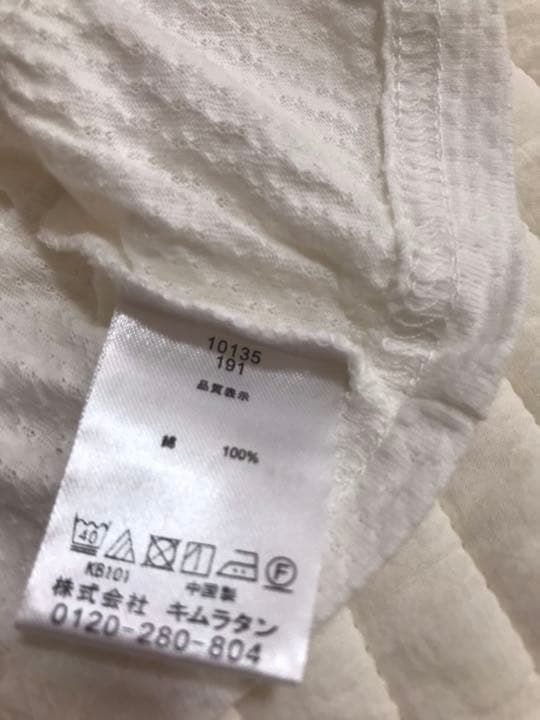 10135
191
品質表示
綿 100%
40 F
KB101 中国製
株式会社 キムラタン
0120-280-804